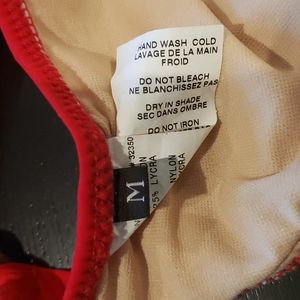 HAND WASH COLD
LAVAGE DE LA MAIN
FROID
DO NOT BLEACH
NE BLANCHISSEZ PAS
DRY IN SHADE
SEC DANS OMBRE
DO NOT IRON
32350
25% LYCRA
M
NYLON